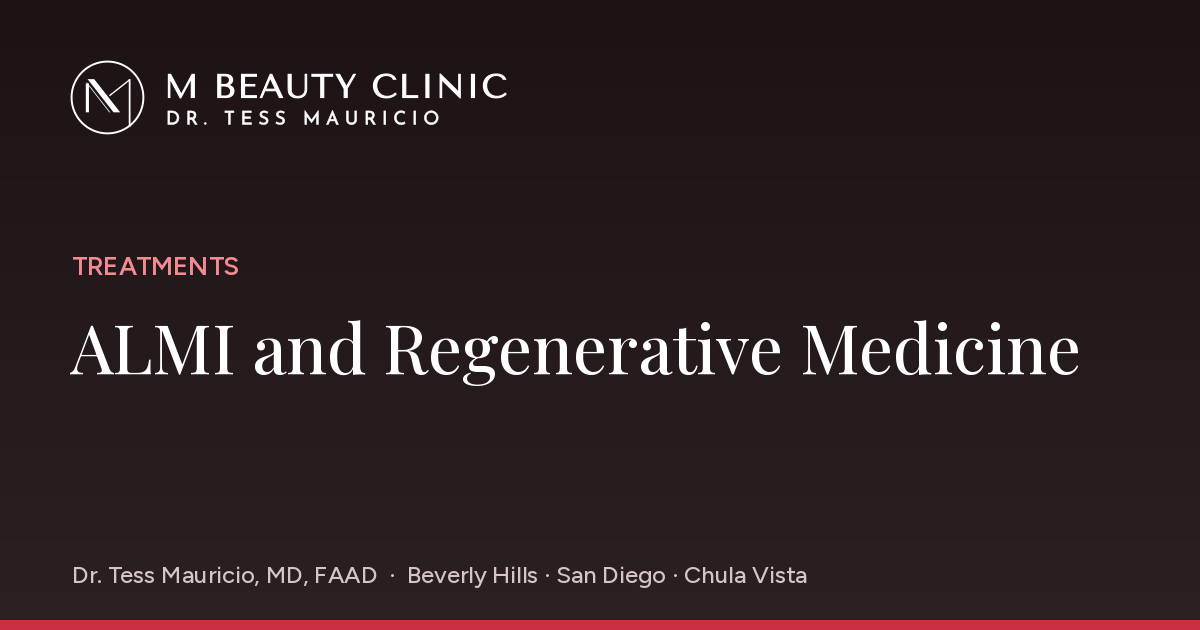 M BEAUTY CLINIC
DR. TESS MAURICIO
TREATMENTS
ALMI and Regenerative Medicine
Dr. Tess Mauricio, MD, FAAD · Beverly Hills · San Diego · Chula Vista